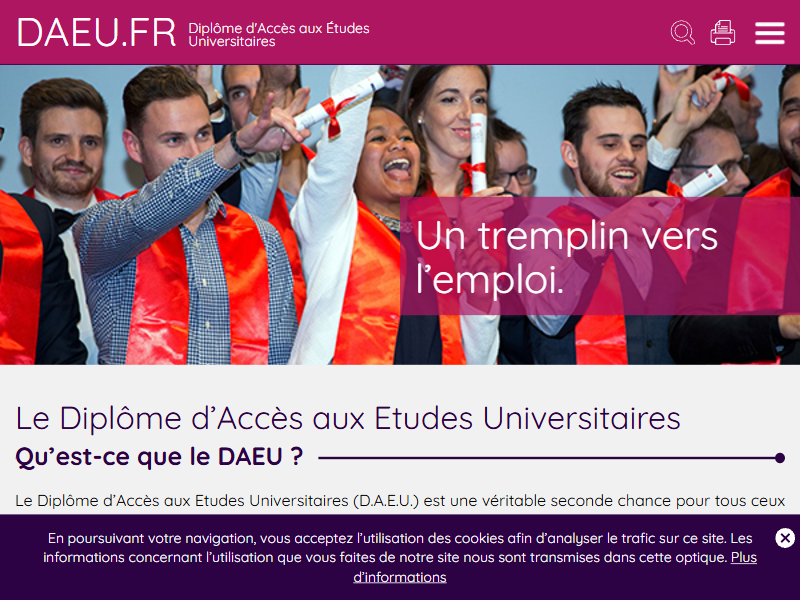 DAEU.FR
Diplôme d'Accès aux Études
Universitaires
Un tremplin vers
l’emploi.
Le Diplôme d’Accès aux Etudes Universitaires
Qu’est-ce que le DAEU ?
Le Diplôme d’Accès aux Etudes Universitaires (D.A.E.U.) est une véritable seconde chance pour tous ceux
En poursuivant votre navigation, vous acceptez l’utilisation des cookies afin d’analyser le trafic sur ce site. Les
informations concernant l’utilisation que vous faites de notre site nous sont transmises dans cette optique. Plus
d’informations